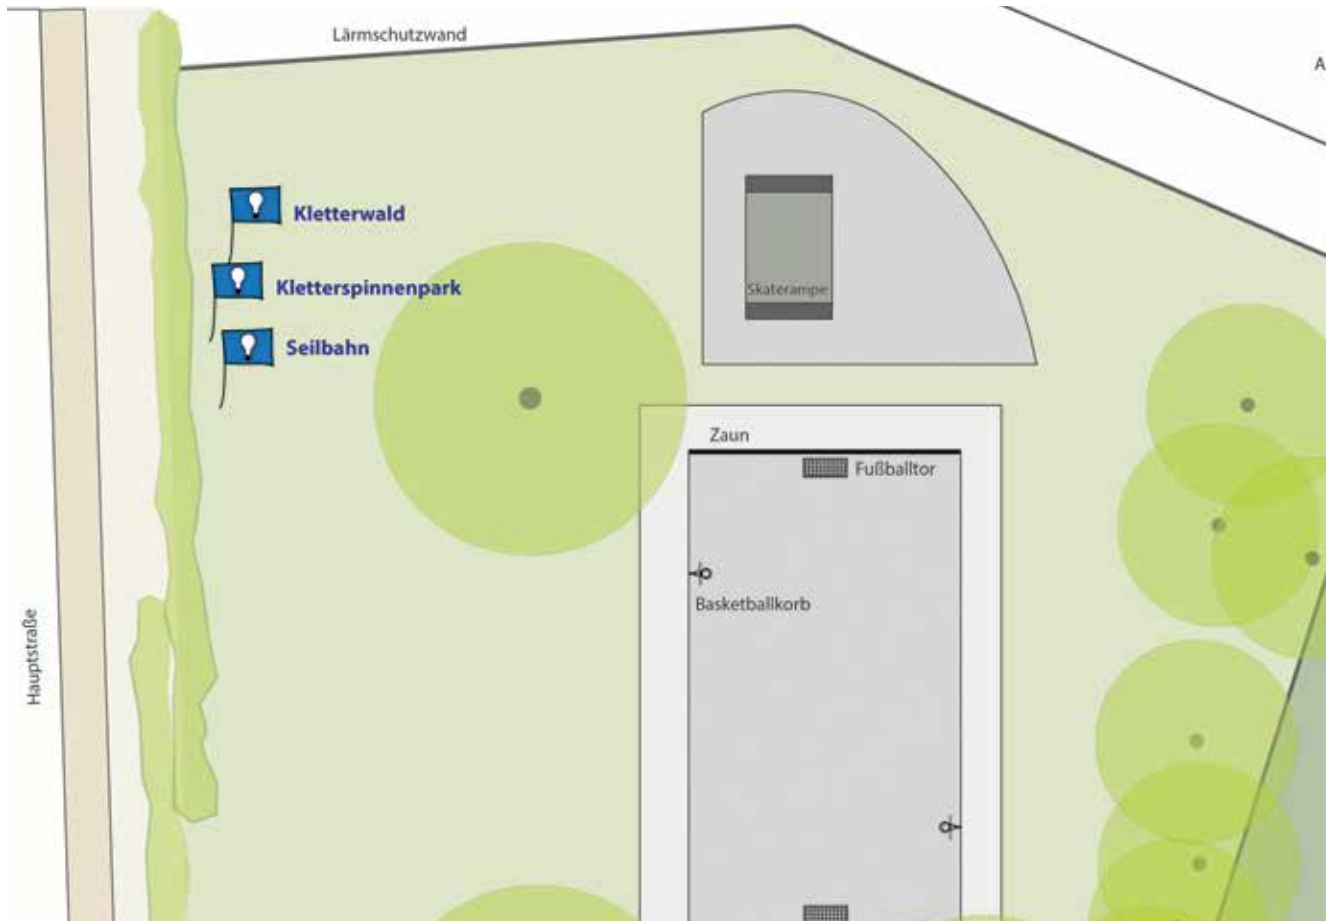 Lärmschutzwand
A
Kletterwald
Kletterspinnenpark
Skaterampe
Seilbahn
Zaun
Fußballtor
Basketballkorb
Hauptstraße